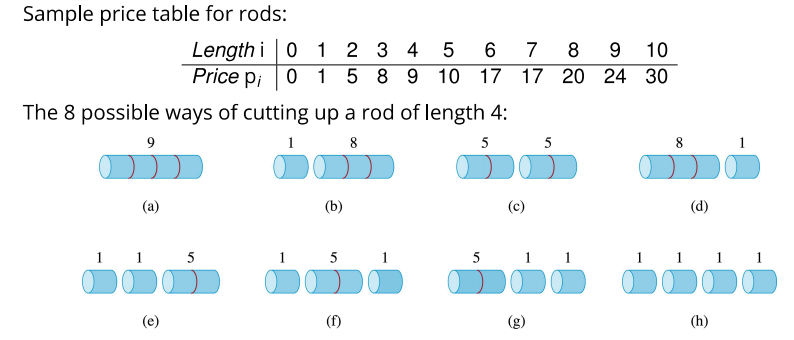 Sample price table for rods:
Length i 0 1 2 3 4 5 6 7 8 9 10
Price pᵢ 0 1 5 8 9 10 17 17 20 24 30
The 8 possible ways of cutting up a rod of length 4:
9 1 8 5 5 8 1
(a) (b) (c) (d)
1 1 5 1 5 1 5 1 1 1 1 1 1
(e) (f) (g) (h)